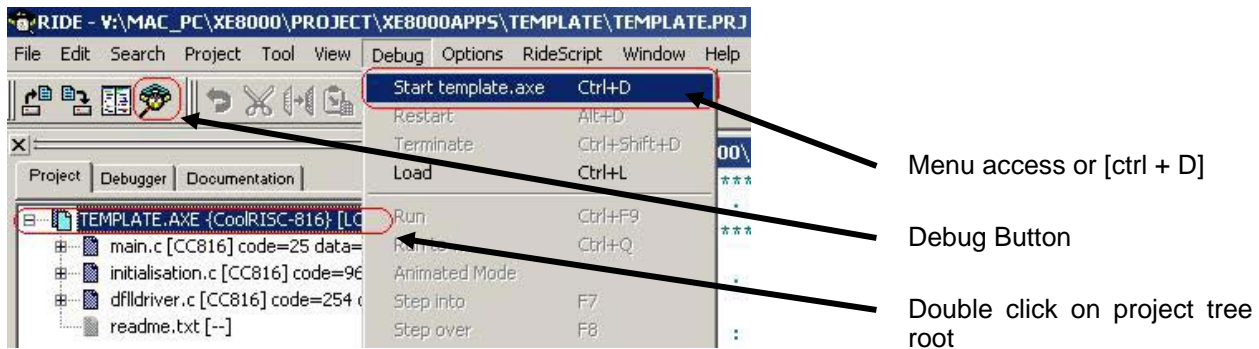 RIDE - V:\MAC_PC\XE8000\PROJECT\XE8000APPS\TEMPLATE\TEMPLATE.PRJ
File Edit Search Project Tool View Debug Options RideScript Window Help
Start template.axe Ctrl+D
Restart Alt+D
Terminate Ctrl+Shift+D
Load Ctrl+L
Run Ctrl+F9
Ctrl+Q
Animated Mode
Step into F7
Step over F8
Project Debugger Documentation
TEMPLATE.AXE {CoolRISC-816} [LC
main.c [CC816] code=25 data=
initialisation.c [CC816] code=96
dflldriver.c [CC816] code=254
readme.txt [--]
00\
***
***
Menu access or [ctrl + D]
Debug Button
Double click on project tree
root